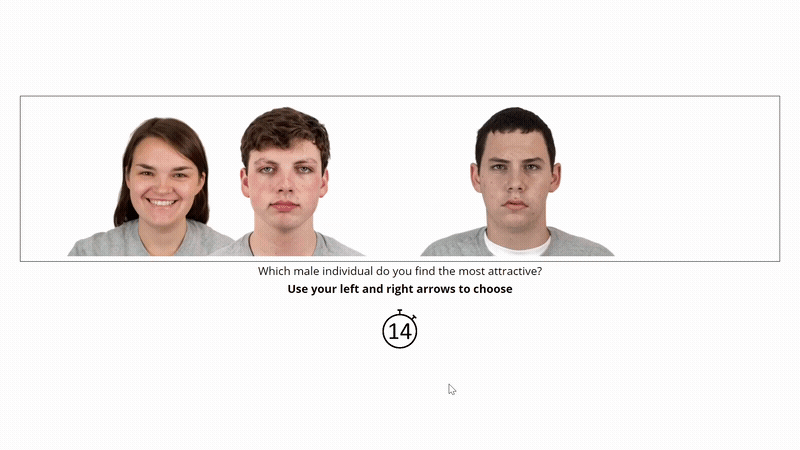 Which male individual do you find the most attractive?
Use your left and right arrows to choose
14